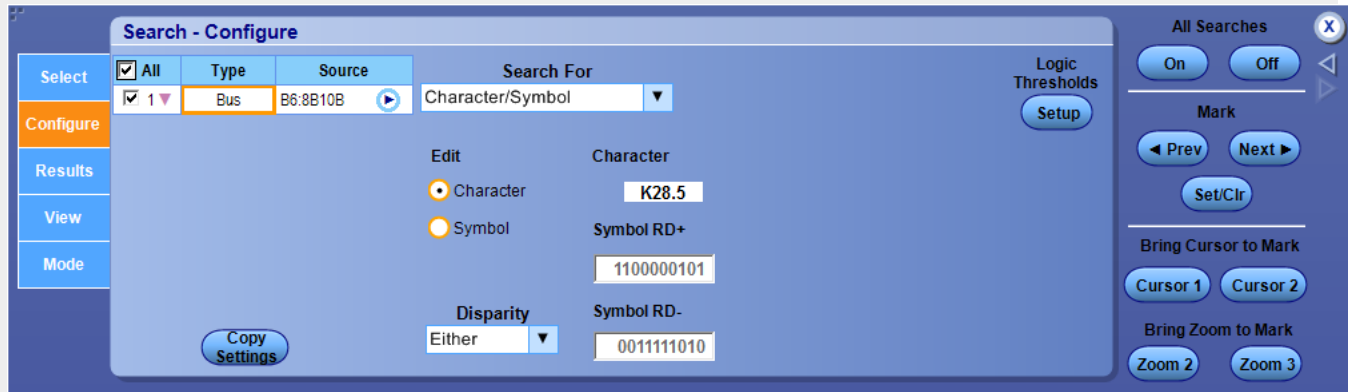 Search - Configure
Select
Configure
Results
View
Mode
All Type Source
1 Bus B6:8B10B
Search For
Character/Symbol
Edit
Character
Symbol
Character
K28.5
Symbol RD+
1100000101
Disparity
Either
Symbol RD-
0011111010
Copy
Settings
Logic
Thresholds
Setup
All Searches
On Off
X
Mark
◄ Prev Next ►
Set/Clr
Bring Cursor to Mark
Cursor 1 Cursor 2
Bring Zoom to Mark
Zoom 2 Zoom 3